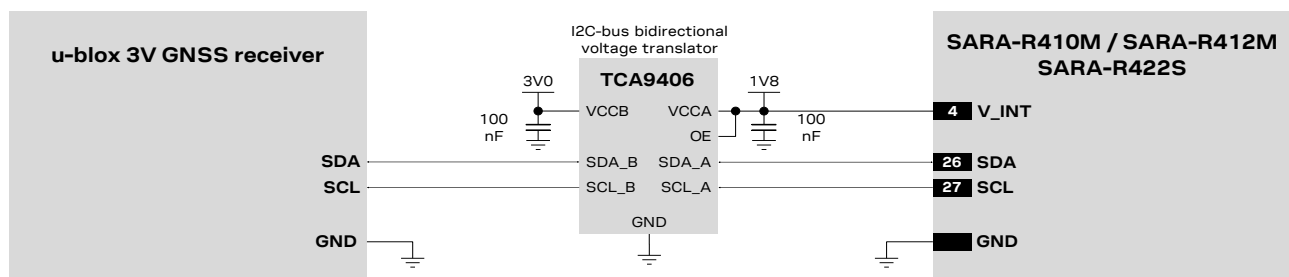 I2C-bus bidirectional
voltage translator
u-blox 3V GNSS receiver
SARA-R410M / SARA-R412M
SARA-R422S
TCA9406
3V0
1V8
VCCB
VCCA
4 V_INT
100
nF
100
nF
OE
SDA
SDA_B
SDA_A
26 SDA
SCL
SCL_B
SCL_A
27 SCL
GND
GND
GND